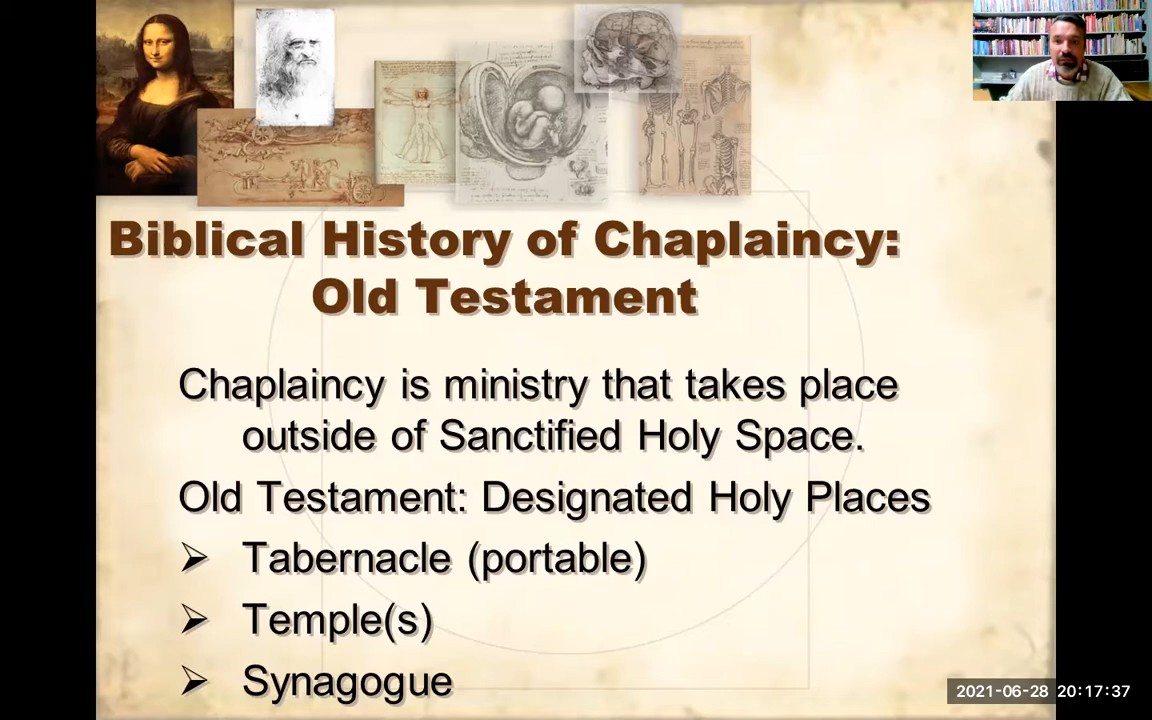 Biblical History of Chaplaincy:
Old Testament
Chaplaincy is ministry that takes place
outside of Sanctified Holy Space.
Old Testament: Designated Holy Places
➢ Tabernacle (portable)
➢ Temple(s)
➢ Synagogue
2021-06-28 20:17:37